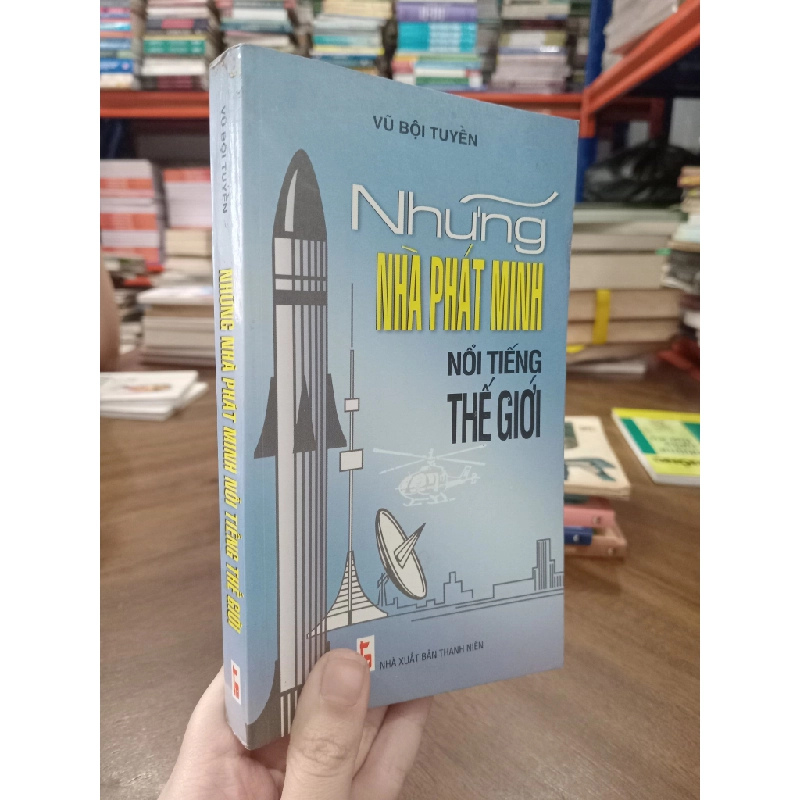 VŨ BỘI TUYỀN
Những
NHÀ PHÁT MINH
NỔI TIẾNG
THẾ GIỚI
NHÀ XUẤT BẢN THANH NIÊN
VŨ BỘI TUYỀN
NHỮNG NHÀ PHÁT MINH NỔI TIẾNG THẾ GIỚI